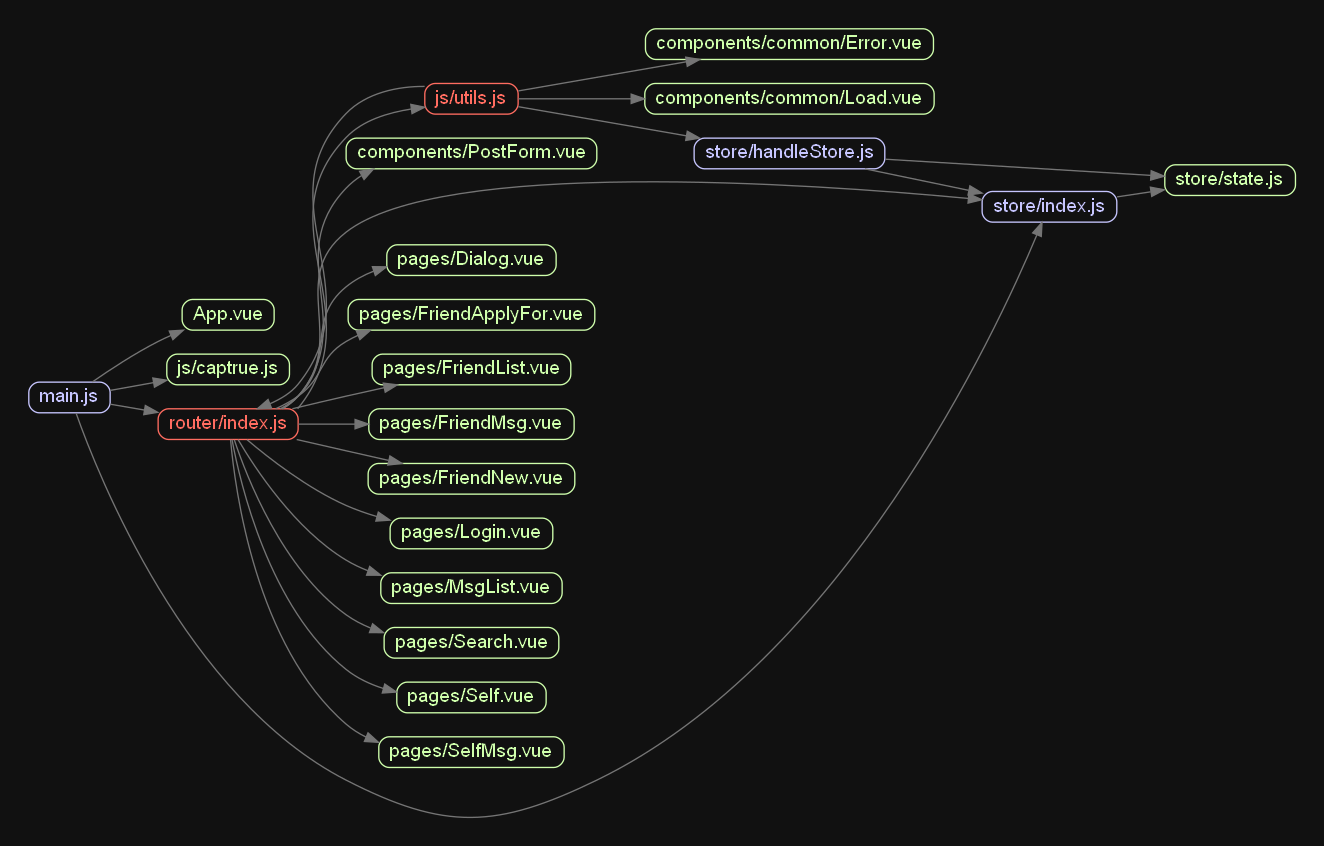 components/common/Error.vue
js/utils.js
components/common/Load.vue
components/PostForm.vue
store/handleStore.js
store/state.js
store/index.js
pages/Dialog.vue
App.vue
pages/FriendApplyFor.vue
js/captrue.js
pages/FriendList.vue
main.js
router/index.js
pages/FriendMsg.vue
pages/FriendNew.vue
pages/Login.vue
pages/MsgList.vue
pages/Search.vue
pages/Self.vue
pages/SelfMsg.vue